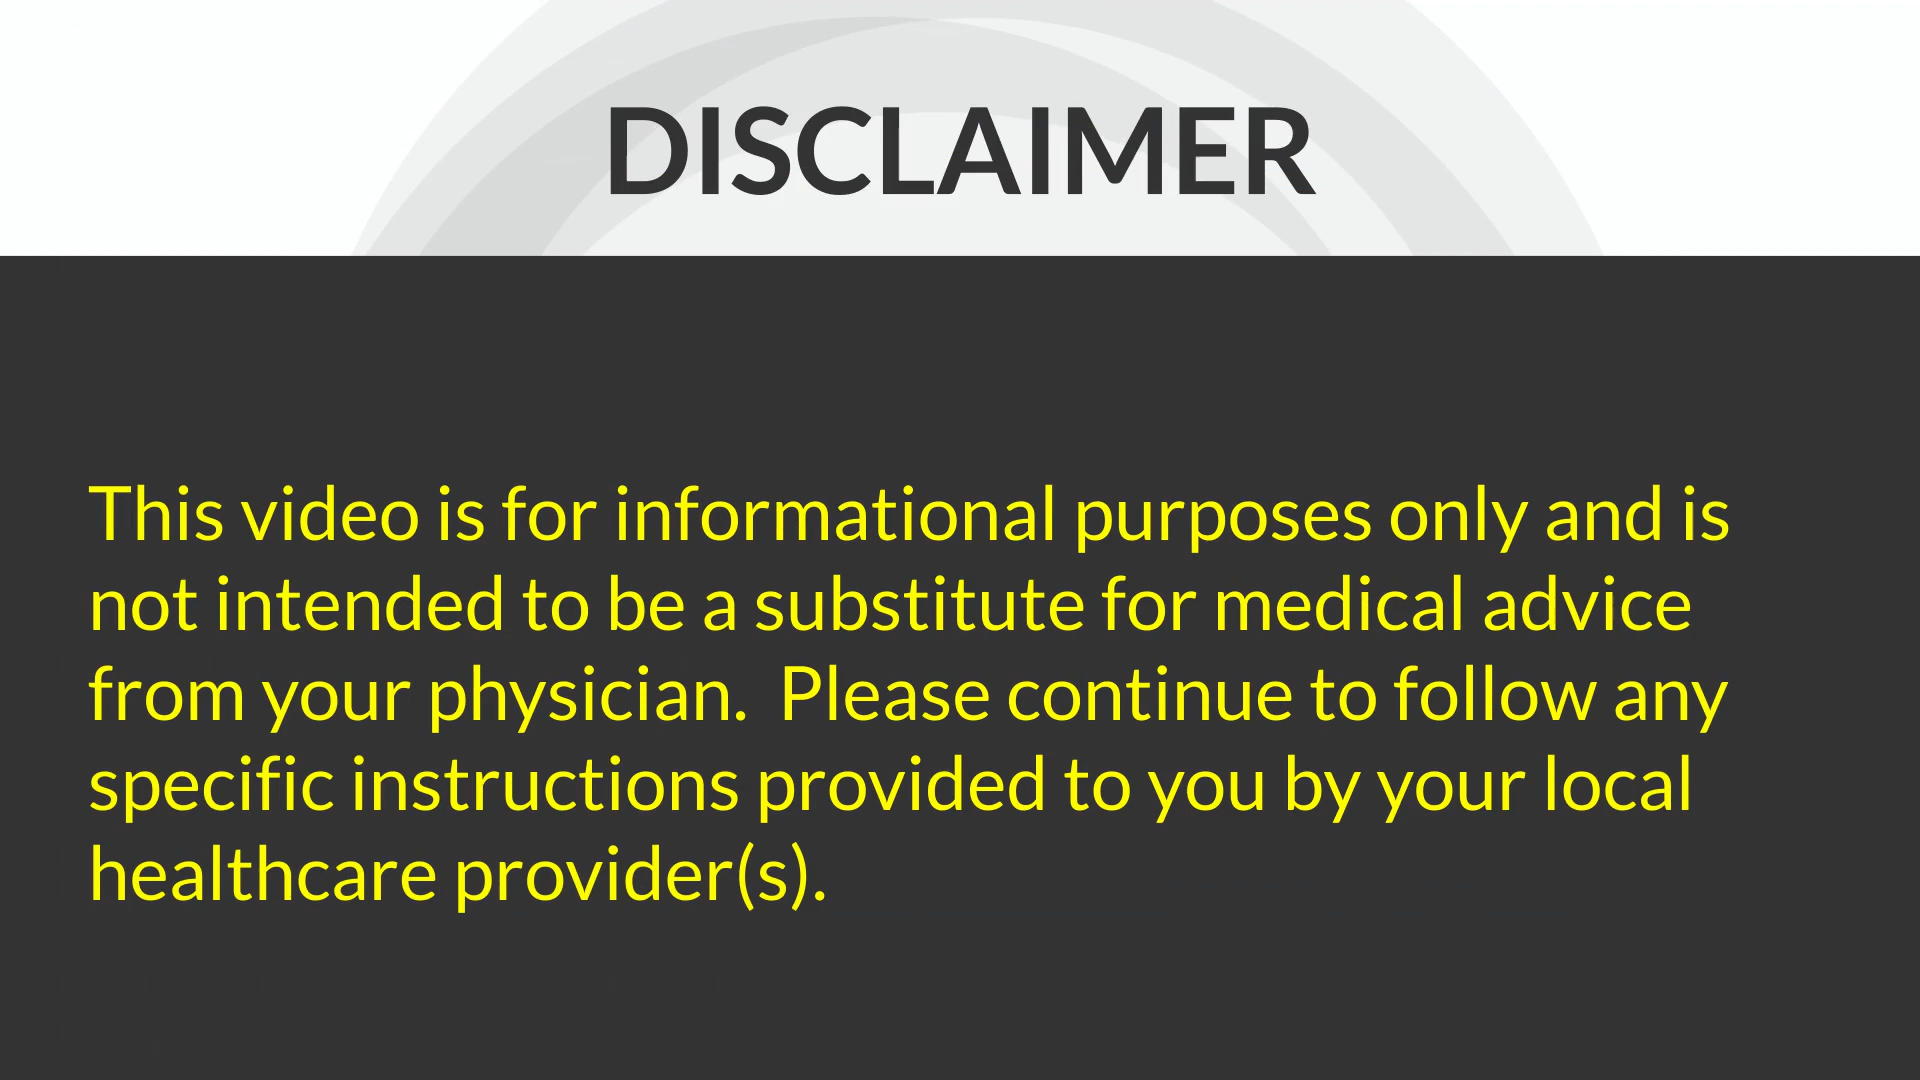 DISCLAIMER
This video is for informational purposes only and is
not intended to be a substitute for medical advice
from your physician.  Please continue to follow any
specific instructions provided to you by your local
healthcare provider(s).